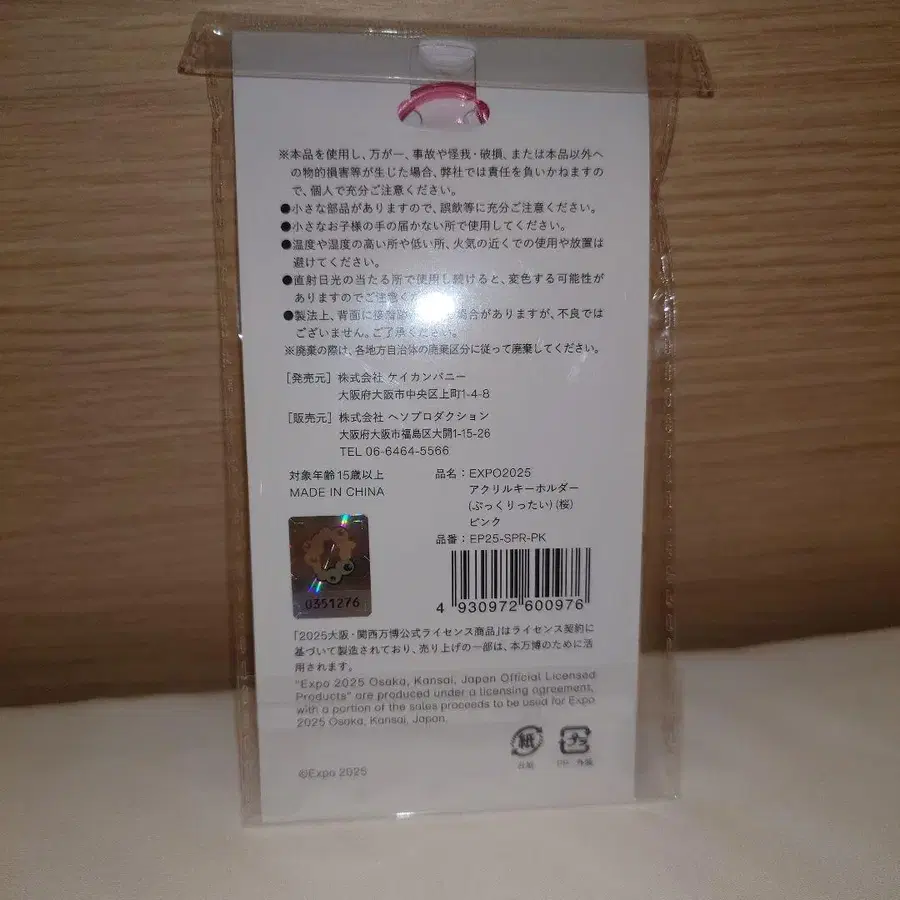 ※本品を使用し、万が一、事故や怪我・破損、または本品以外へ
の物的損害等が生じた場合、弊社では責任を負いかねますの
で、個人で充分ご注意ください。
●小さな部品がありますので、誤飲等に充分ご注意ください。
●小さなお子様の手の届かない所で使用してください。
●温度や湿度の高い所や低い所、火気の近くでの使用や放置は
避けてください。
●直射日光の当たる所で使用し続けると、変色する可能性が
ありますのでご注意くだ
●製法上、背面に接着 場合がありますが、不良では
ございません。ご了承ください。
※廃棄の際は、各地方自治体の廃棄区分に従って廃棄してください。
[発売元] 株式会社 ケイカンパニー
大阪府大阪市中央区上町1-4-8
[販売元] 株式会社 ヘソプロダクション
大阪府大阪市福島区大開1-15-26
TEL 06-6464-5566
対象年齢15歳以上
MADE IN CHINA
品名:EXPO2025
アクリルキーホルダー
(ぷっくりったい)(桜)
ピンク
品番:EP25-SPR-PK
0351276
4 930972 600976
「2025大阪・関西万博公式ライセンス商品」はライセンス契約に
基づいて製造されており、売り上げの一部は、本万博のために活
用されます。
"Expo 2025 Osaka, Kansai, Japan Official Licensed
Products" are produced under a licensing agreement,
with a portion of the sales proceeds to be used for Expo
2025 Osaka, Kansai, Japan.
紙 プラ
台紙 PP 外装
©Expo 2025